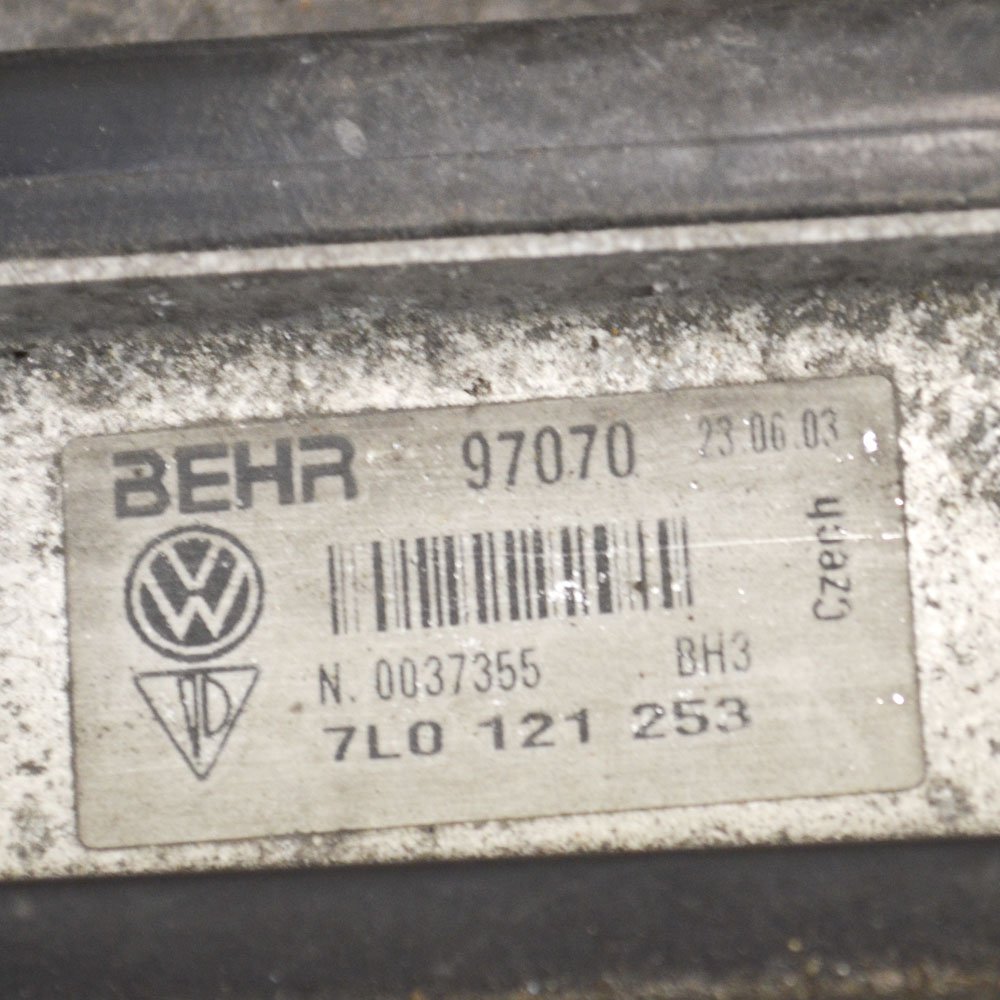 BEHR 97070 23.06.03
Czech
N. 0037355 BH3
7L0 121 253